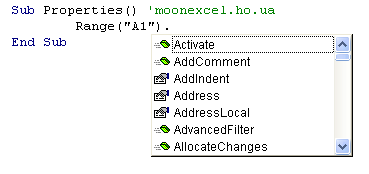 Sub Properties() 'moonexcel.ho.ua
Range("A1").
End Sub
Activate
AddComment
AddIndent
Address
AddressLocal
AdvancedFilter
AllocateChanges